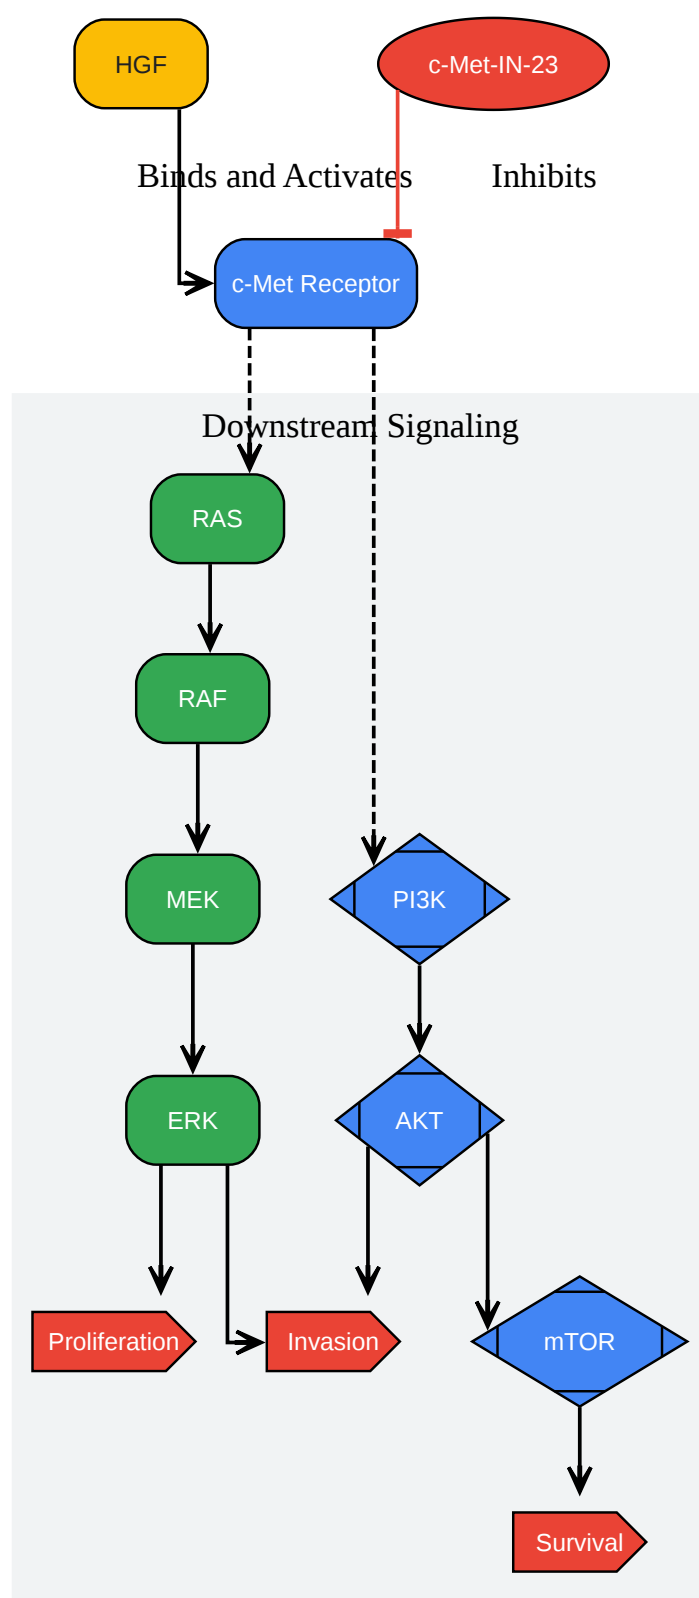 HGF
c-Met-IN-23
Binds and Activates
Inhibits
c-Met Receptor
Downstream Signaling
RAS
RAF
MEK
PI3K
ERK
AKT
Proliferation
Invasion
mTOR
Survival